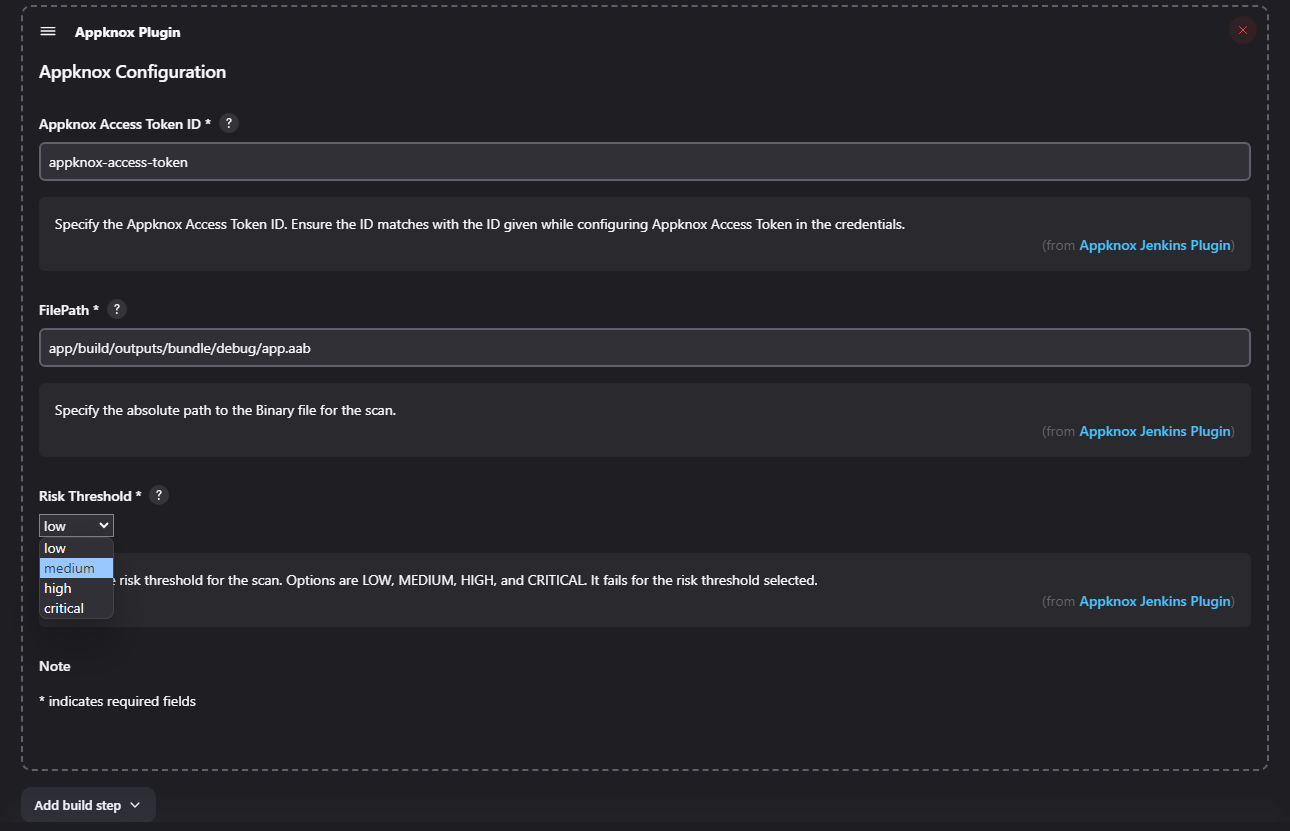 Appknox Plugin
Appknox Configuration
Appknox Access Token ID * ?
appknox-access-token
Specify the Appknox Access Token ID. Ensure the ID matches with the ID given while configuring Appknox Access Token in the credentials.
(from Appknox Jenkins Plugin)
FilePath * ?
app/build/outputs/bundle/debug/app.aab
Specify the absolute path to the Binary file for the scan.
(from Appknox Jenkins Plugin)
Risk Threshold * ?
low
low
medium
high
critical
risk threshold for the scan. Options are LOW, MEDIUM, HIGH, and CRITICAL. It fails for the risk threshold selected.
(from Appknox Jenkins Plugin)
Note
* indicates required fields
Add build step